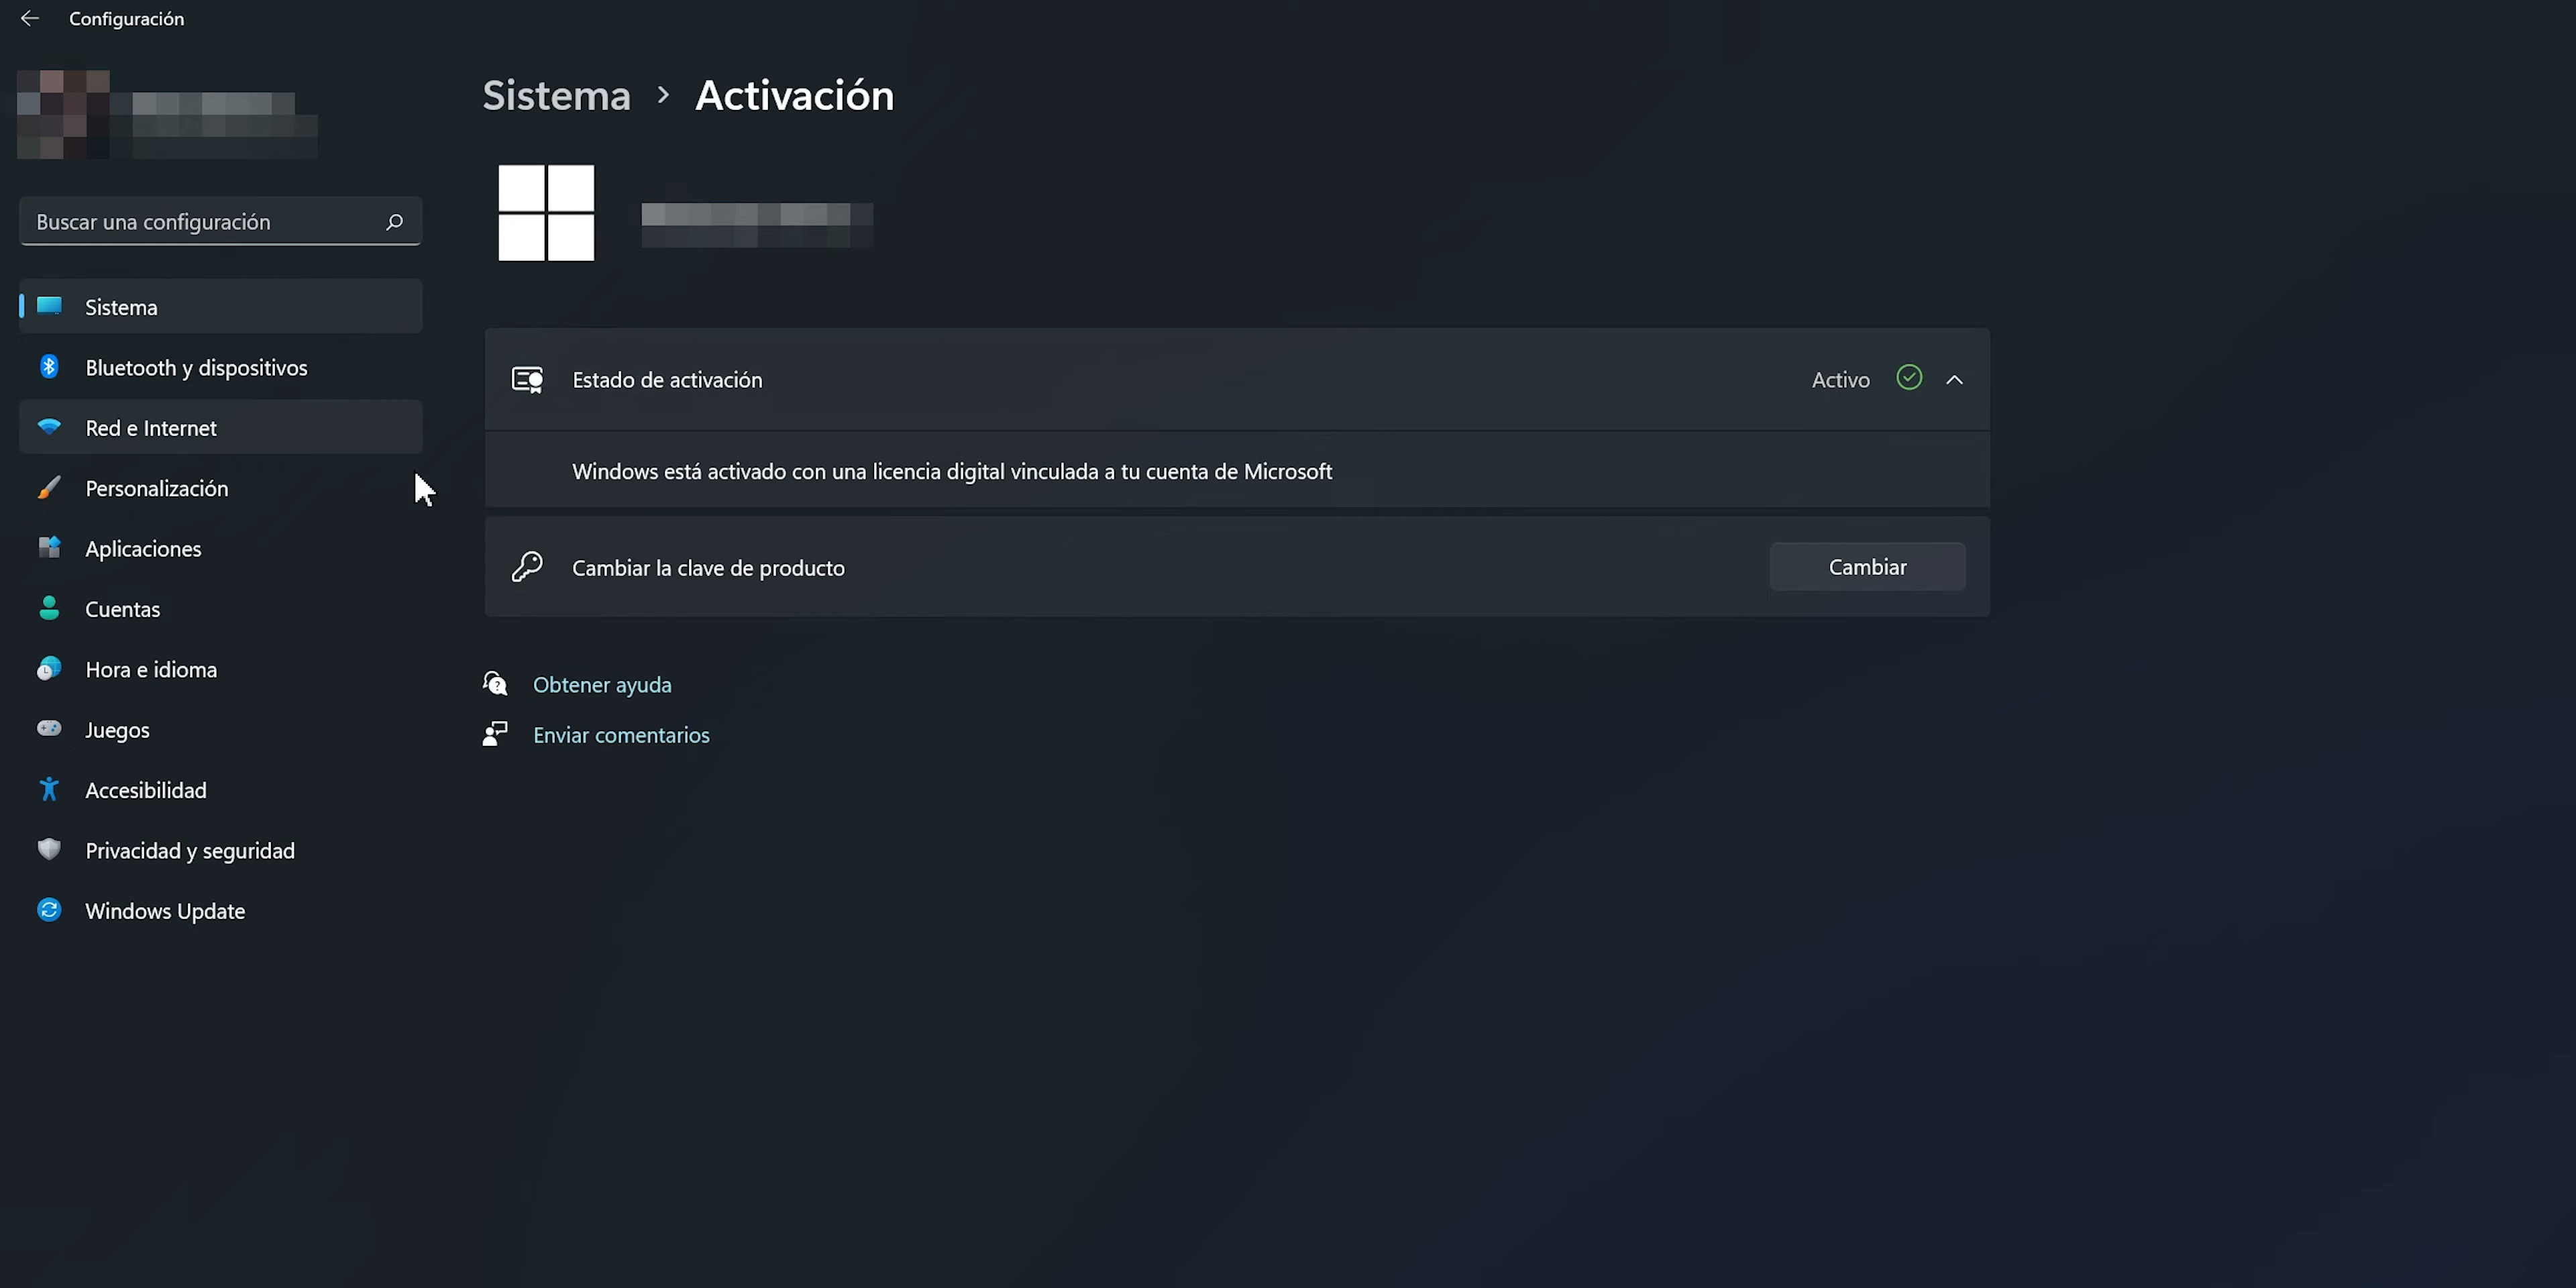 Configuración
Buscar una configuración
Sistema
Bluetooth y dispositivos
Red e Internet
Personalización
Aplicaciones
Cuentas
Hora e idioma
Juegos
Accesibilidad
Privacidad y seguridad
Windows Update
Sistema > Activación
Estado de activación Activo
Windows está activado con una licencia digital vinculada a tu cuenta de Microsoft
Cambiar la clave de producto Cambiar
Obtener ayuda
Enviar comentarios